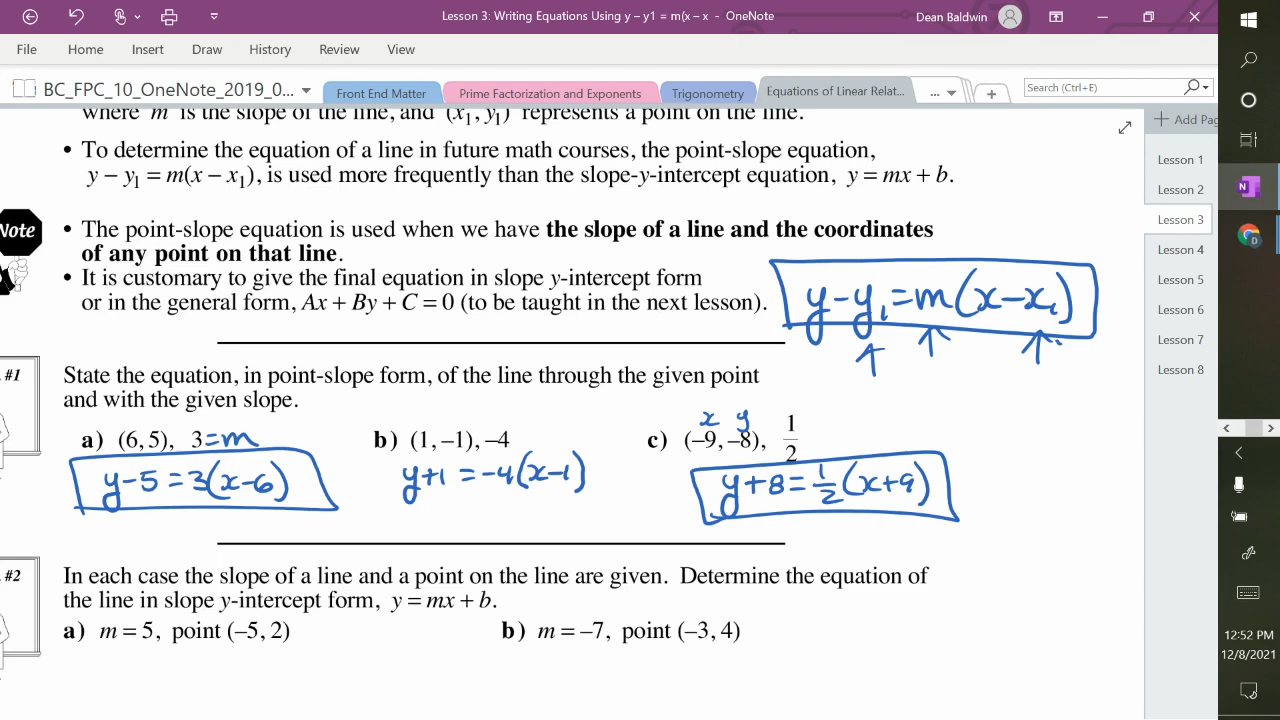 Lesson 3: Writing Equations Using y – y1 = m(x – x - OneNote
Dean Baldwin
File Home Insert Draw History Review View
BC_FPC_10_OneNote_2019_0...
Front End Matter
Prime Factorization and Exponents
Trigonometry
Equations of Linear Relat...
...
Search (Ctrl+E)
Add Pag
Lesson 1
Lesson 2
Lesson 3
Lesson 4
Lesson 5
Lesson 6
Lesson 7
Lesson 8
where m is the slope of the line, and (x₁, y₁) represents a point on the line.
• To determine the equation of a line in future math courses, the point-slope equation,
y − y₁ = m(x − x₁), is used more frequently than the slope-y-intercept equation, y = mx + b.
Note
• The point-slope equation is used when we have the slope of a line and the coordinates
of any point on that line.
• It is customary to give the final equation in slope y-intercept form
or in the general form, Ax + By + C = 0 (to be taught in the next lesson).
y − y₁ = m(x − x₁)
#1
State the equation, in point-slope form, of the line through the given point
and with the given slope.
x y
a) (6, 5), 3 = m b) (1, –1), –4 c) (–9, –8), 1/2
y − 5 = 3(x − 6) y + 1 = −4(x − 1) y + 8 = 1/2(x + 9)
#2
In each case the slope of a line and a point on the line are given. Determine the equation of
the line in slope y-intercept form, y = mx + b.
a) m = 5, point (–5, 2) b) m = –7, point (–3, 4)
12:52 PM
12/8/2021